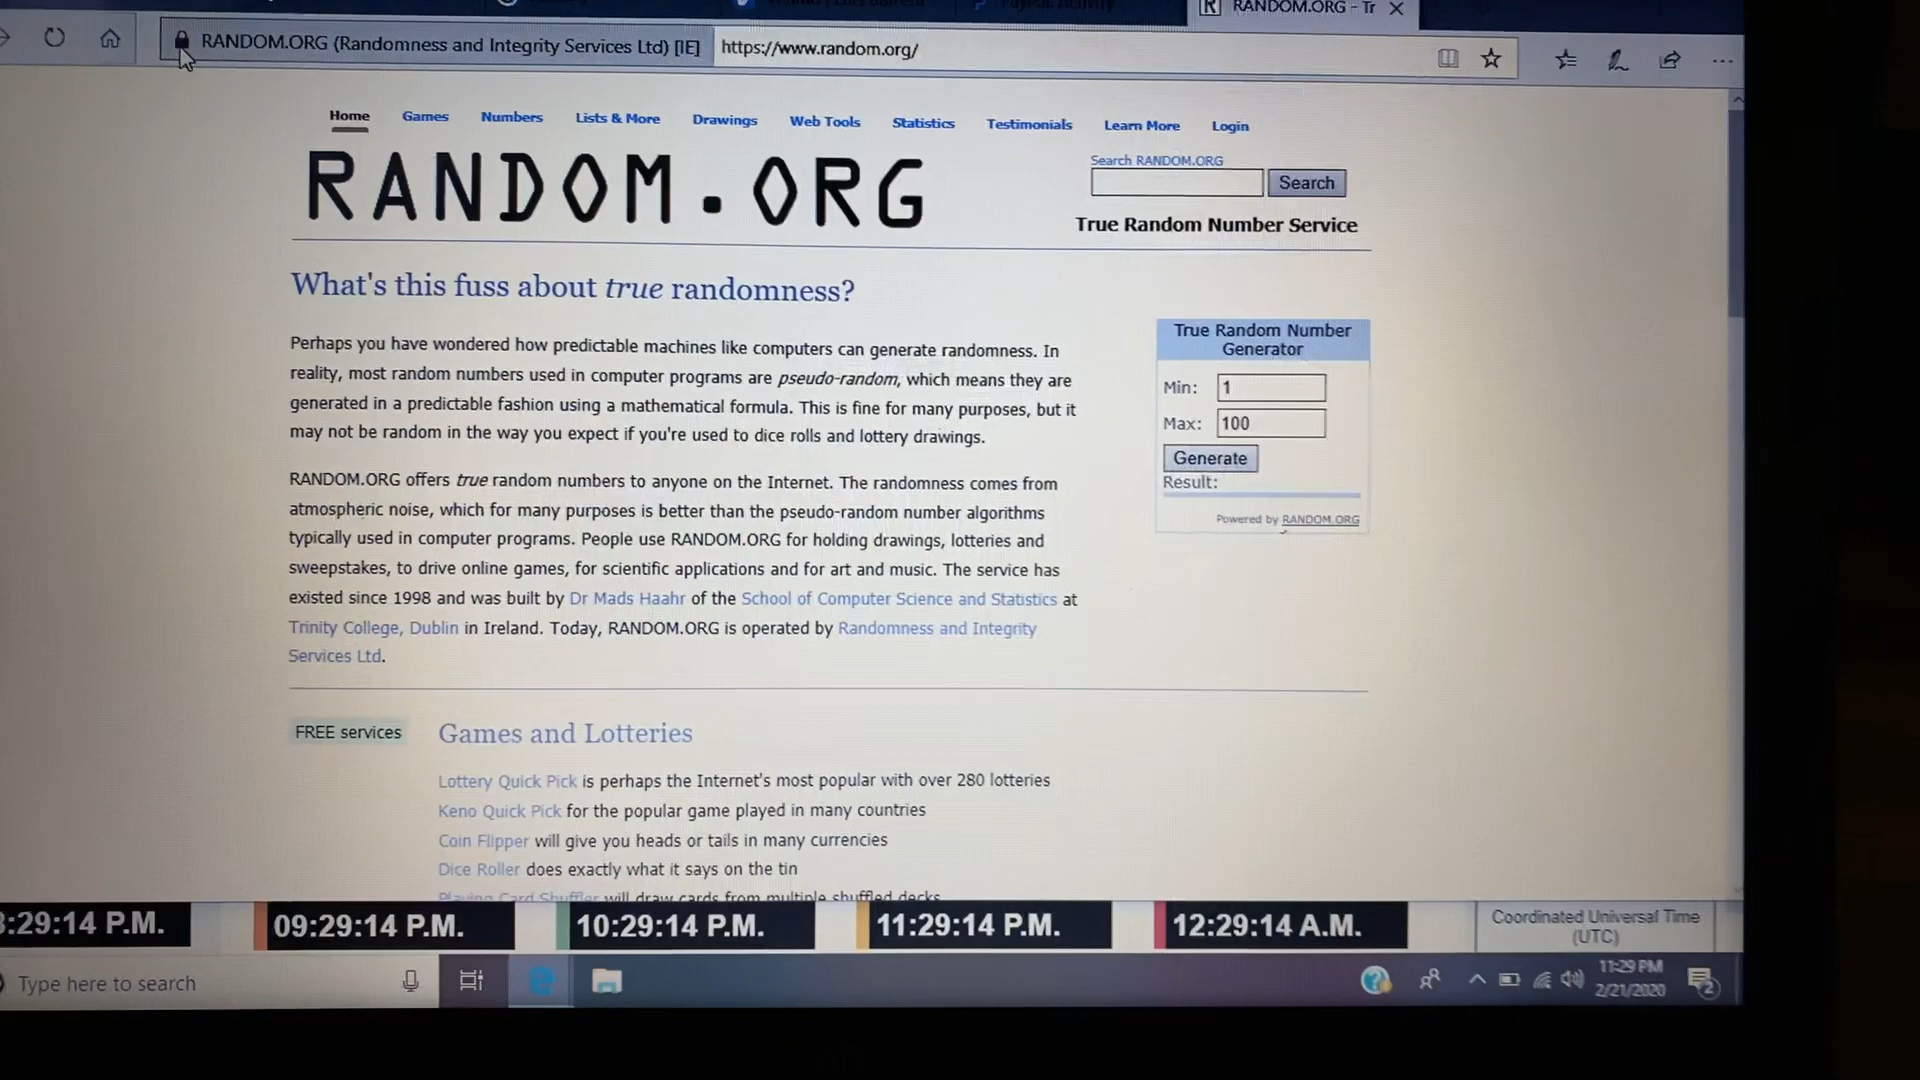 RANDOM.ORG - Tr
RANDOM.ORG (Randomness and Integrity Services Ltd) [IE] https://www.random.org/
Home Games Numbers Lists & More Drawings Web Tools Statistics Testimonials Learn More Login
RANDOM.ORG
Search RANDOM.ORG
Search
True Random Number Service
What's this fuss about true randomness?
Perhaps you have wondered how predictable machines like computers can generate randomness. In
reality, most random numbers used in computer programs are pseudo-random, which means they are
generated in a predictable fashion using a mathematical formula. This is fine for many purposes, but it
may not be random in the way you expect if you're used to dice rolls and lottery drawings.
RANDOM.ORG offers true random numbers to anyone on the Internet. The randomness comes from
atmospheric noise, which for many purposes is better than the pseudo-random number algorithms
typically used in computer programs. People use RANDOM.ORG for holding drawings, lotteries and
sweepstakes, to drive online games, for scientific applications and for art and music. The service has
existed since 1998 and was built by Dr Mads Haahr of the School of Computer Science and Statistics at
Trinity College, Dublin in Ireland. Today, RANDOM.ORG is operated by Randomness and Integrity
Services Ltd.
True Random Number
Generator
Min: 1
Max: 100
Generate
Result:
Powered by RANDOM.ORG
FREE services
Games and Lotteries
Lottery Quick Pick is perhaps the Internet's most popular with over 280 lotteries
Keno Quick Pick for the popular game played in many countries
Coin Flipper will give you heads or tails in many currencies
Dice Roller does exactly what it says on the tin
Playing Card Shuffler will draw cards from multiple shuffled decks
:29:14 P.M. 09:29:14 P.M. 10:29:14 P.M. 11:29:14 P.M. 12:29:14 A.M.
Coordinated Universal Time
(UTC)
Type here to search
11:29 PM
2/21/2020
2